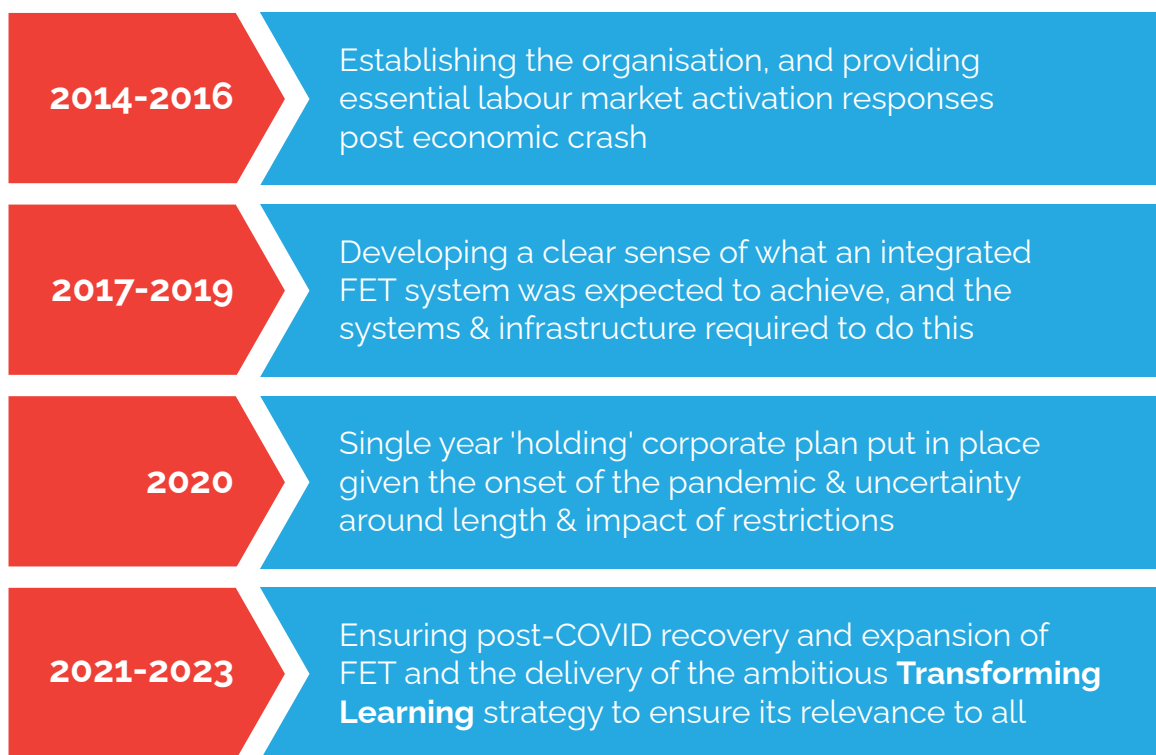 2014-2016
Establishing the organisation, and providing
essential labour market activation responses
post economic crash
2017-2019
Developing a clear sense of what an integrated
FET system was expected to achieve, and the
systems & infrastructure required to do this
2020
Single year 'holding' corporate plan put in place
given the onset of the pandemic & uncertainty
around length & impact of restrictions
2021-2023
Ensuring post-COVID recovery and expansion of
FET and the delivery of the ambitious Transforming
Learning strategy to ensure its relevance to all